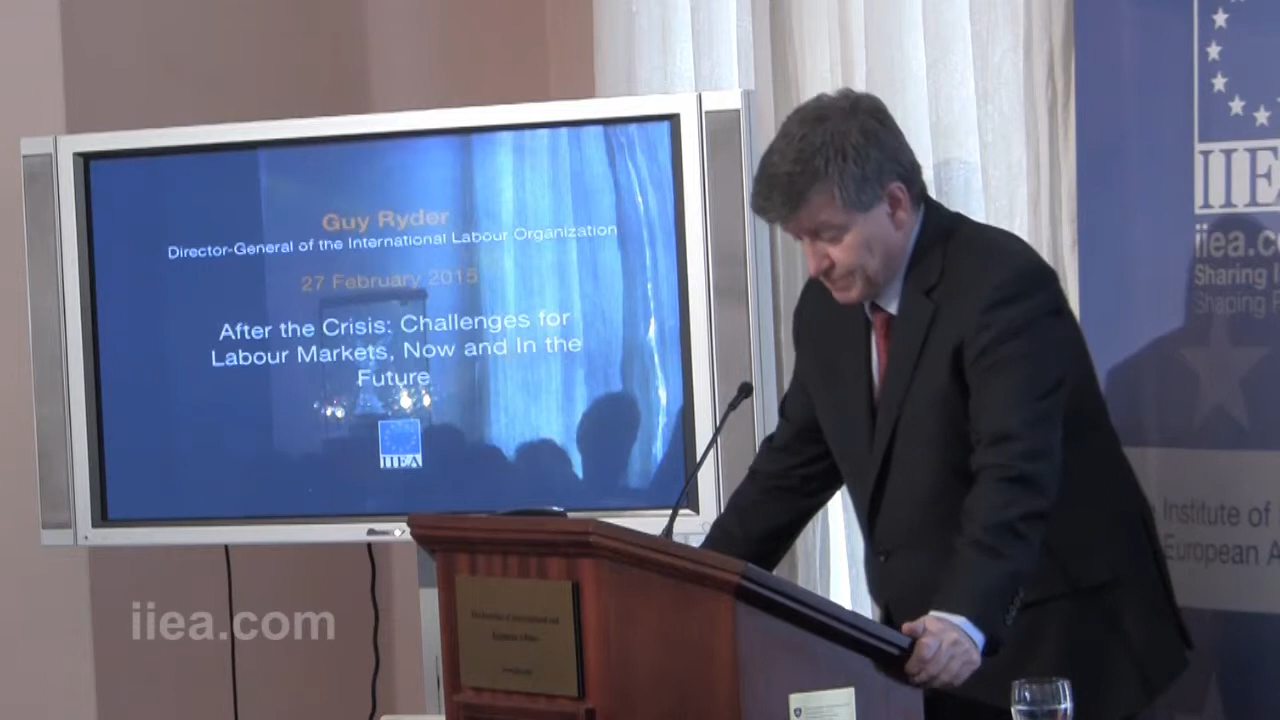 Guy Ryder
Director-General of the International Labour Organization
27 February 2015
After the Crisis: Challenges for
Labour Markets, Now and In the
Future
IIEA
iiea.com
IIE
iiea.c
Sharing
Shaping
Institute of
European A